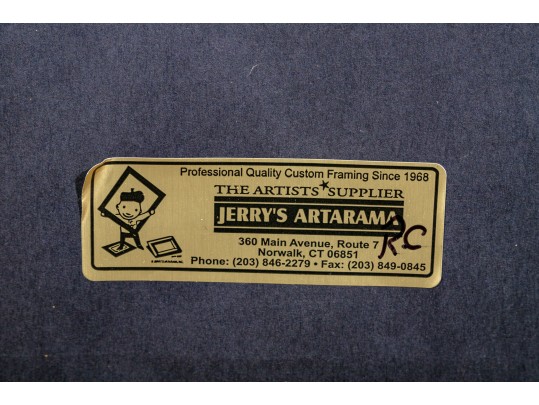 Professional Quality Custom Framing Since 1968
THE ARTISTS★SUPPLIER
JERRY'S ARTARAMA
360 Main Avenue, Route 7
Norwalk, CT 06851
Phone: (203) 846-2279 • Fax: (203) 849-0845
RC